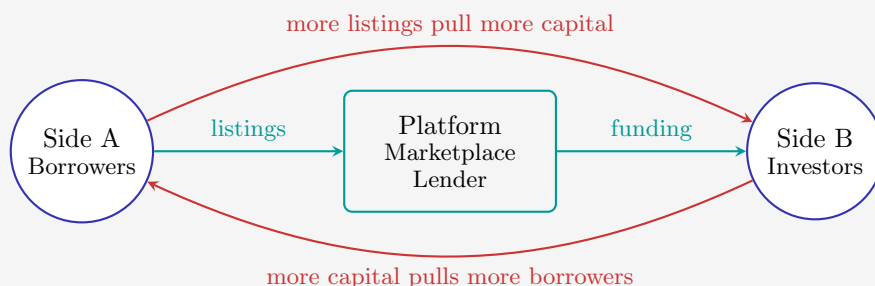 more listings pull more capital
Side A
Borrowers
listings
Platform
Marketplace
Lender
funding
Side B
Investors
more capital pulls more borrowers